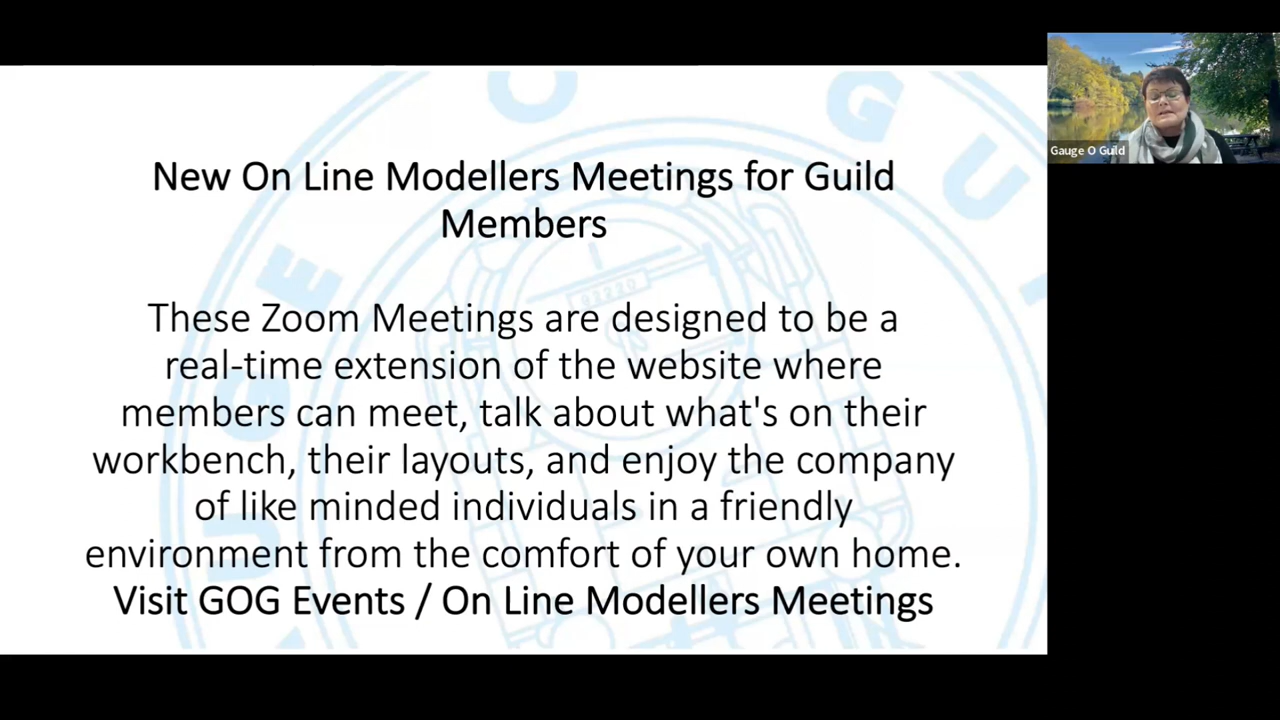 New On Line Modellers Meetings for Guild
Members
These Zoom Meetings are designed to be a
real-time extension of the website where
members can meet, talk about what's on their
workbench, their layouts, and enjoy the company
of like minded individuals in a friendly
environment from the comfort of your own home.
Visit GOG Events / On Line Modellers Meetings
Gauge O Guild